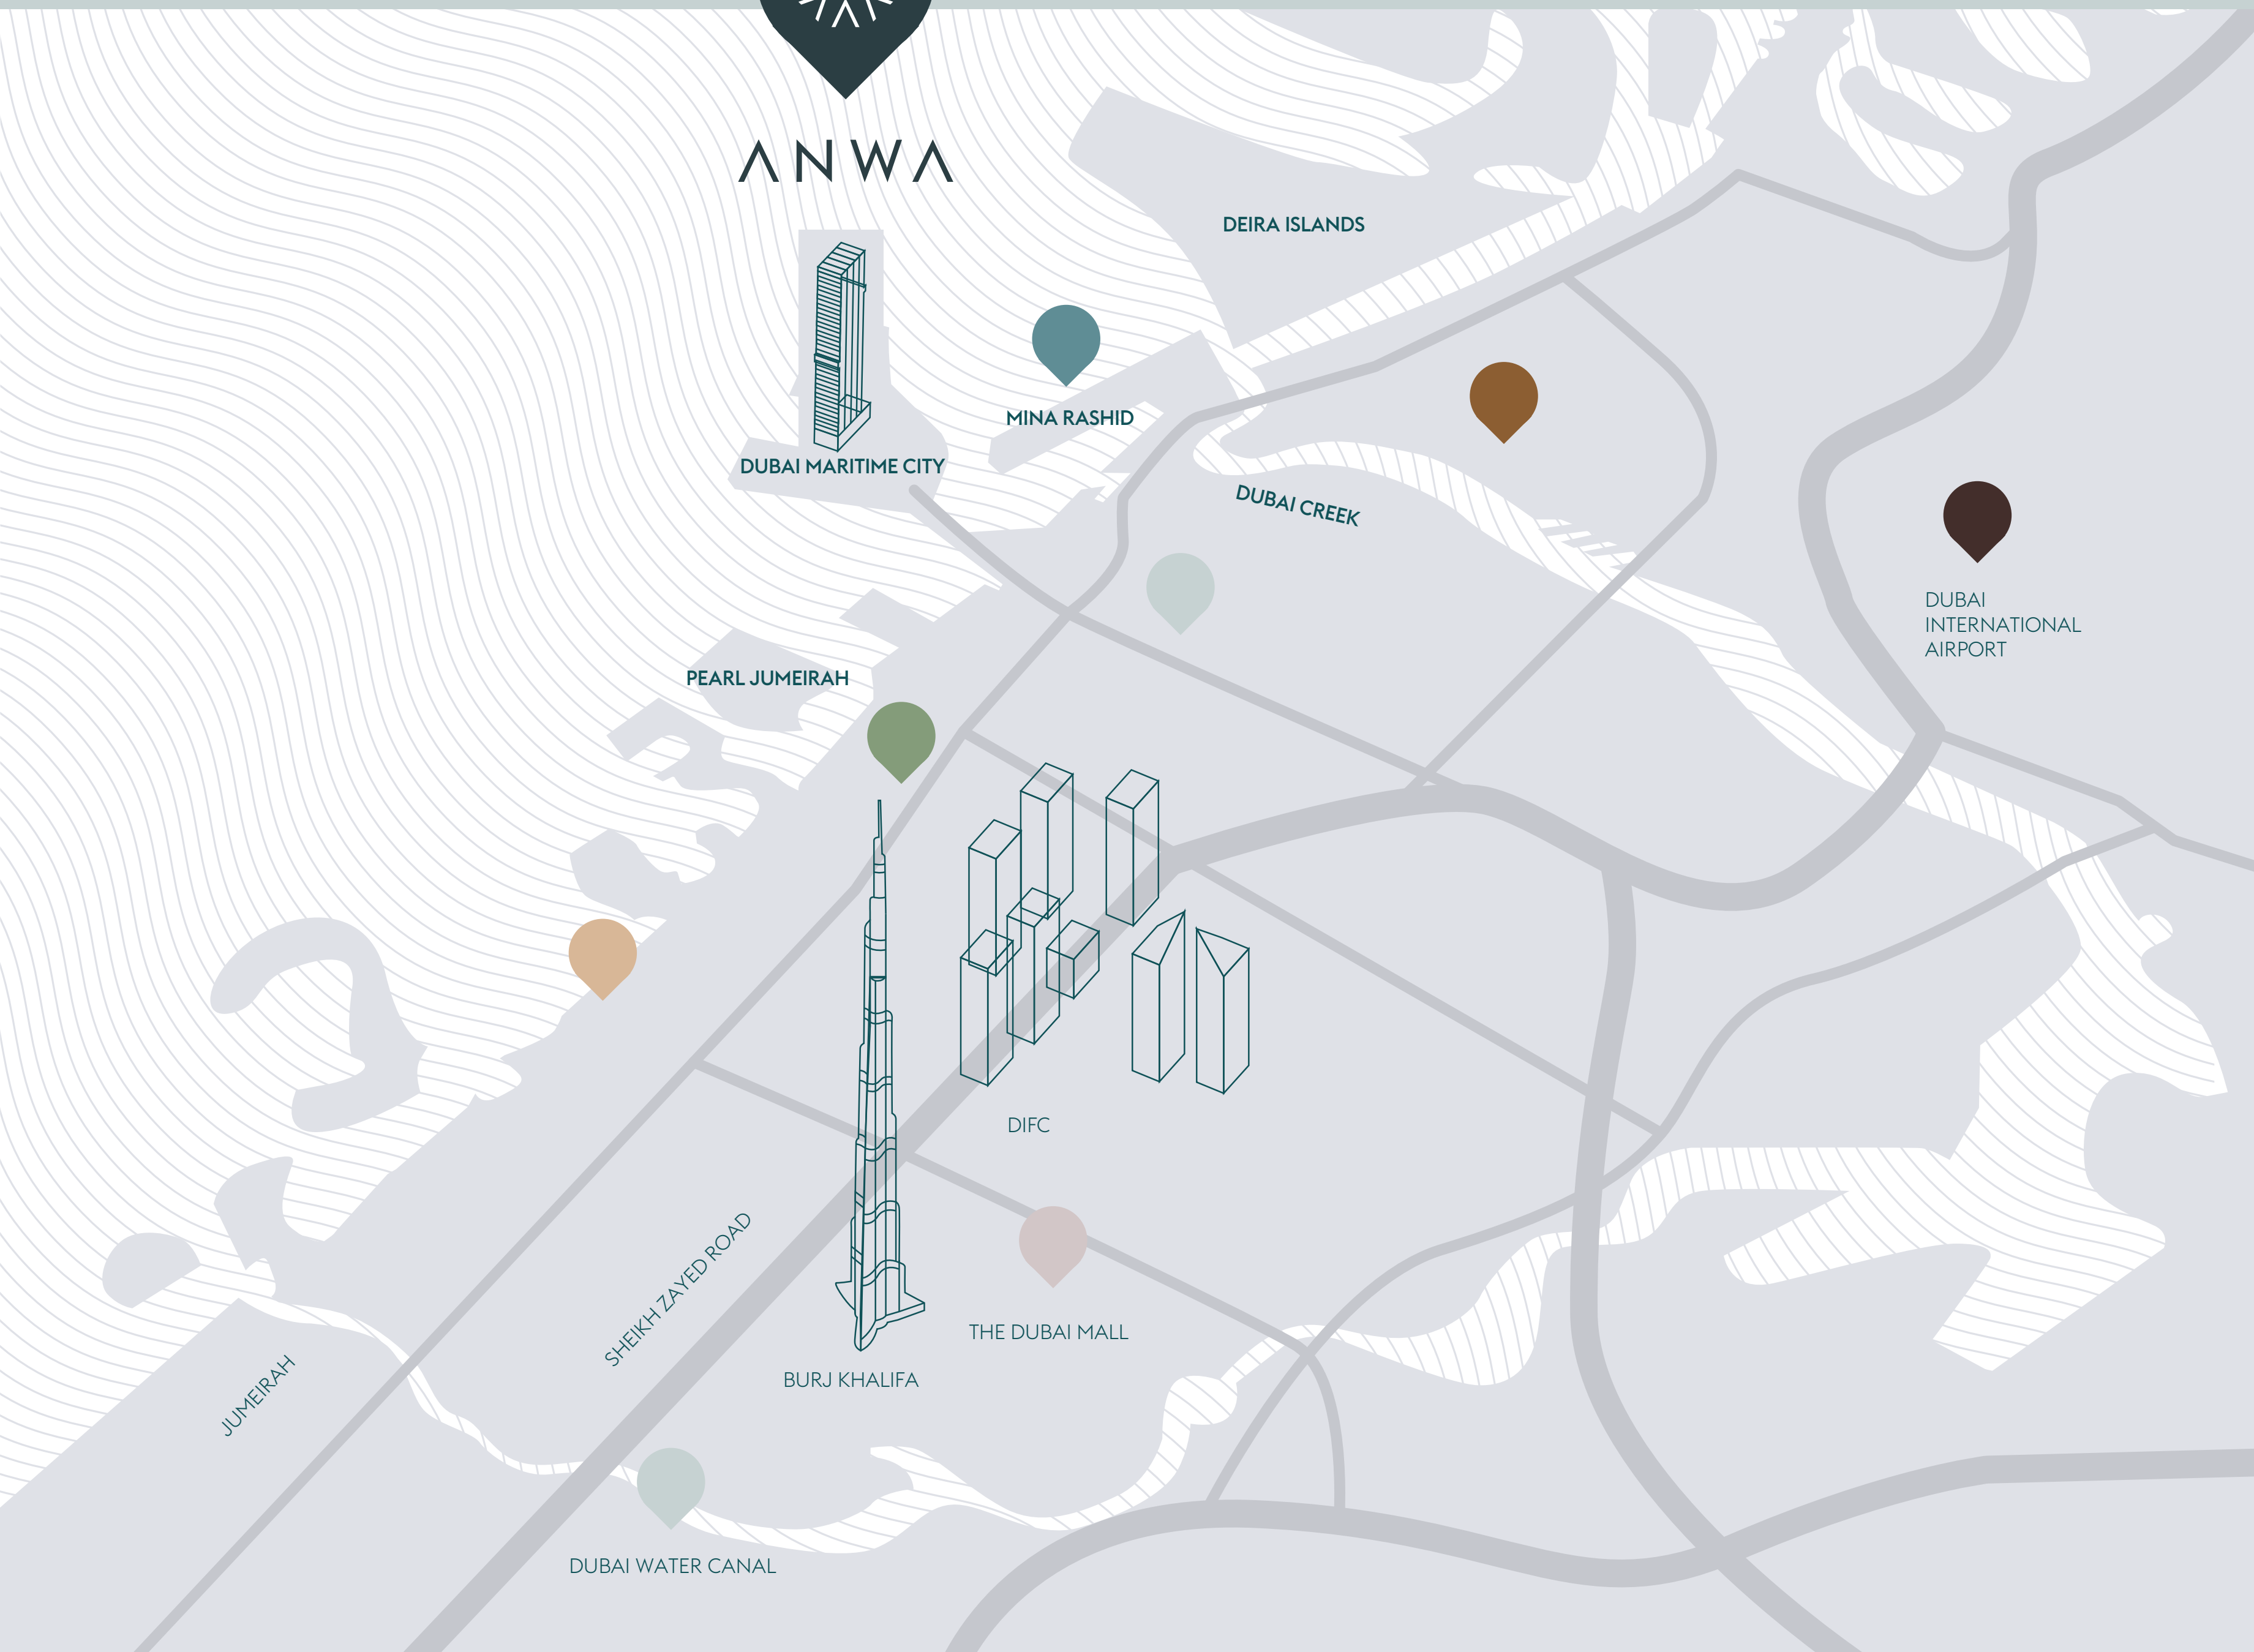 ANWA
DEIRA ISLANDS
MINA RASHID
DUBAI MARITIME CITY
DUBAI CREEK
DUBAI
INTERNATIONAL
AIRPORT
PEARL JUMEIRAH
DIFC
SHEIKH ZAYED ROAD
THE DUBAI MALL
BURJ KHALIFA
JUMEIRAH
DUBAI WATER CANAL